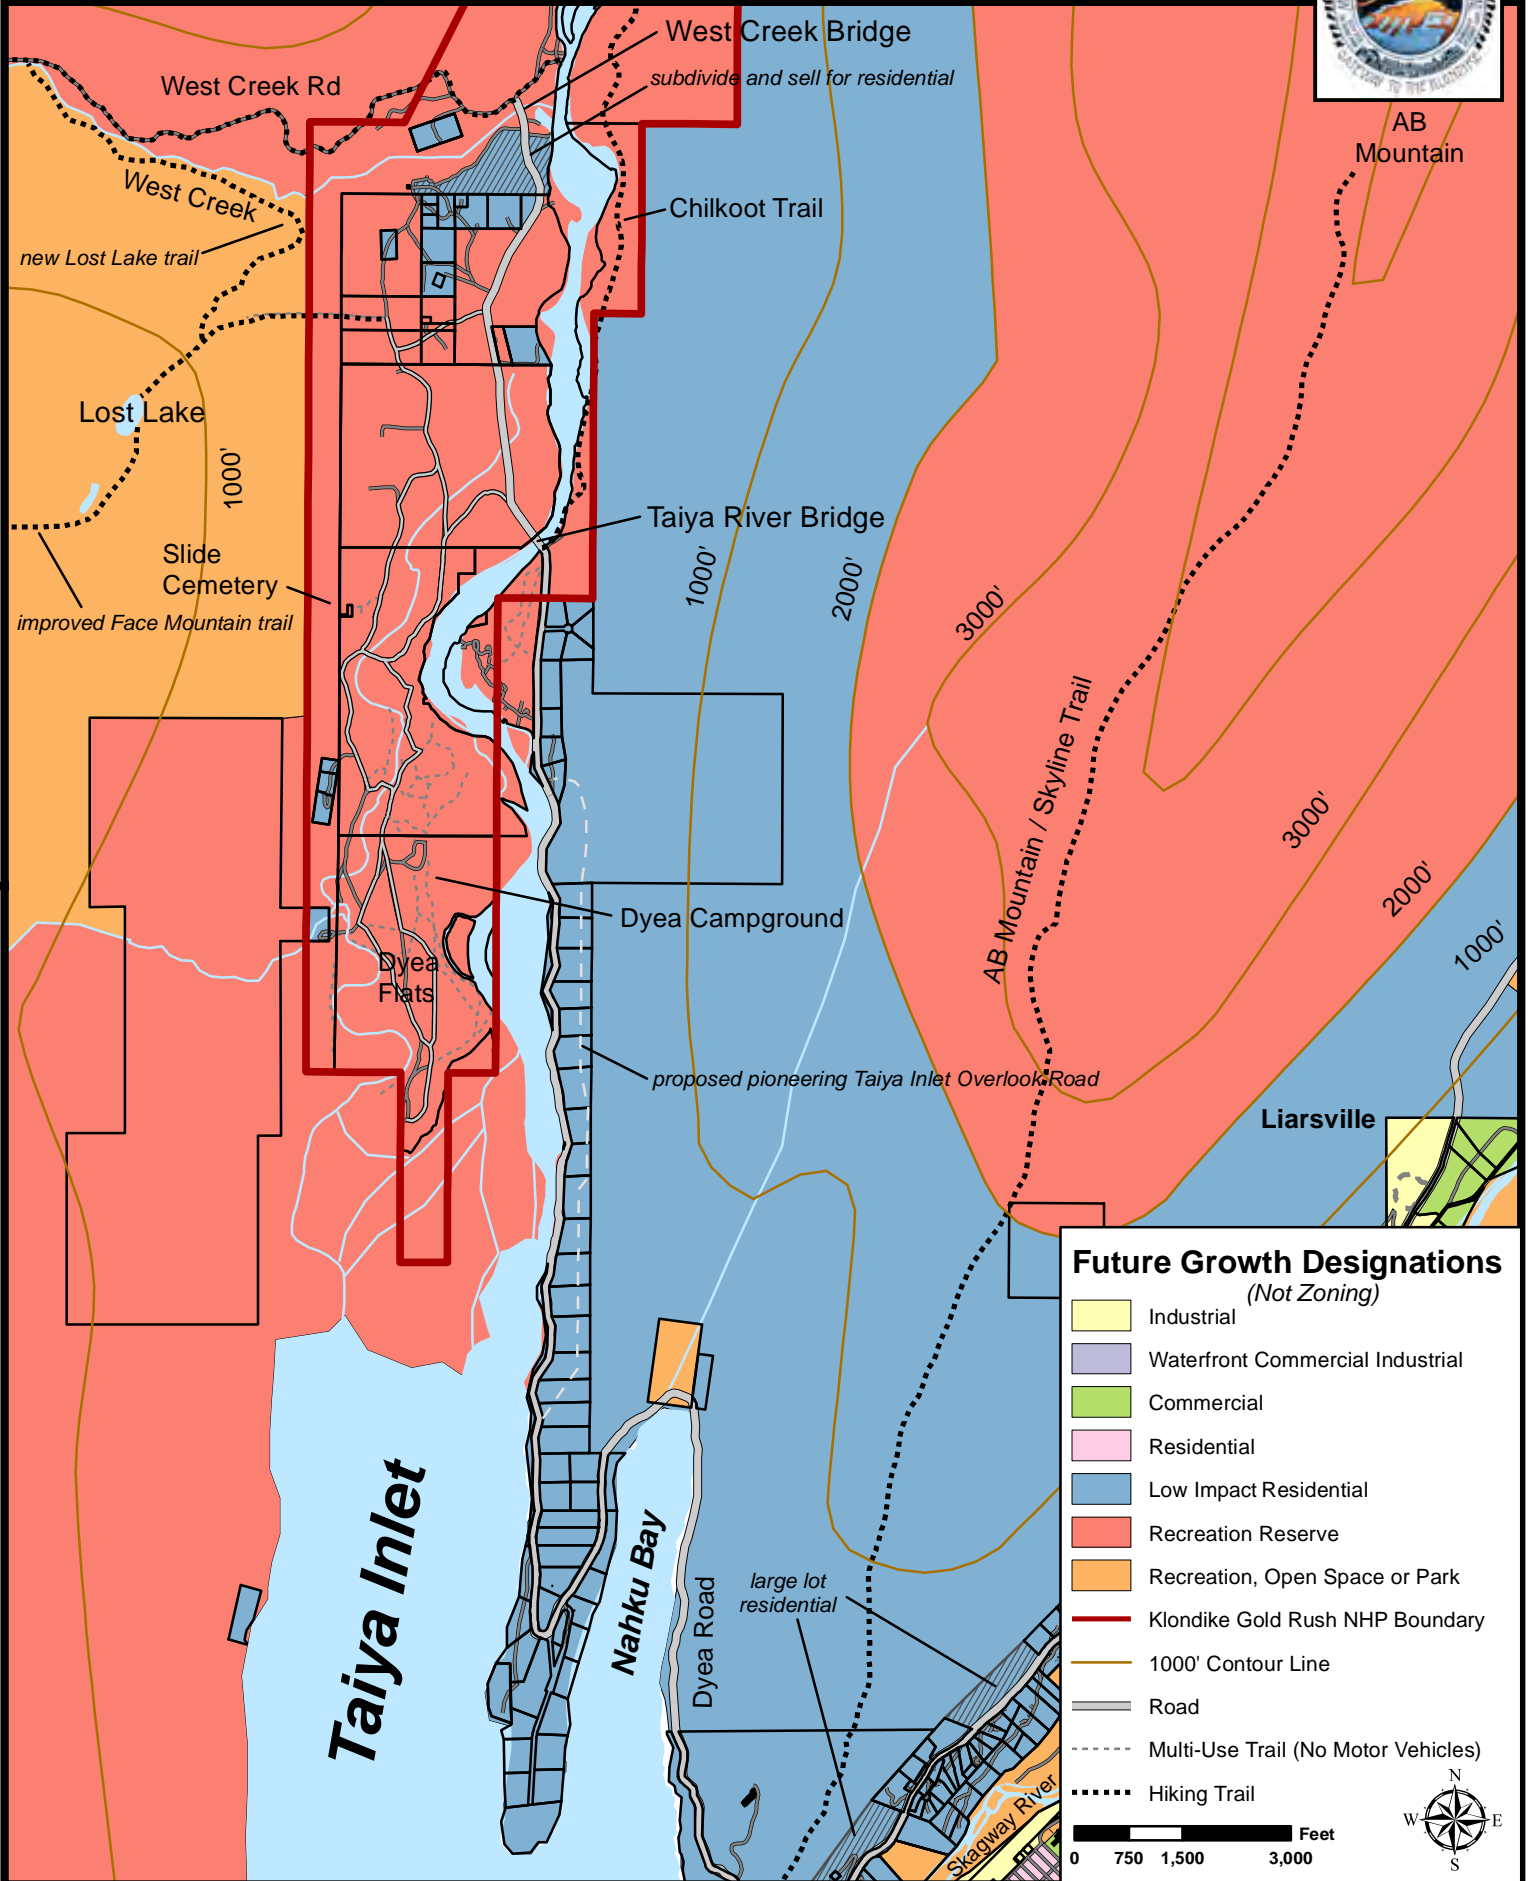 West Creek Bridge
subdivide and sell for residential
West Creek Rd
GATEWAY TO THE KLONDIKE
AB
Mountain
West Creek
Chilkoot Trail
new Lost Lake trail
Lost Lake
1000'
Taiya River Bridge
Slide
Cemetery
improved Face Mountain trail
1000'
2000'
3000'
AB Mountain / Skyline Trail
3000'
2000'
1000'
Dyea Campground
Dyea
Flats
proposed pioneering Taiya Inlet Overlook Road
Liarsville
Taiya Inlet
Nahku Bay
Dyea Road
large lot
residential
Skagway River
Future Growth Designations
(Not Zoning)
Industrial
Waterfront Commercial Industrial
Commercial
Residential
Low Impact Residential
Recreation Reserve
Recreation, Open Space or Park
Klondike Gold Rush NHP Boundary
1000' Contour Line
Road
Multi-Use Trail (No Motor Vehicles)
Hiking Trail
N
W E
S
Feet
0 750 1,500 3,000